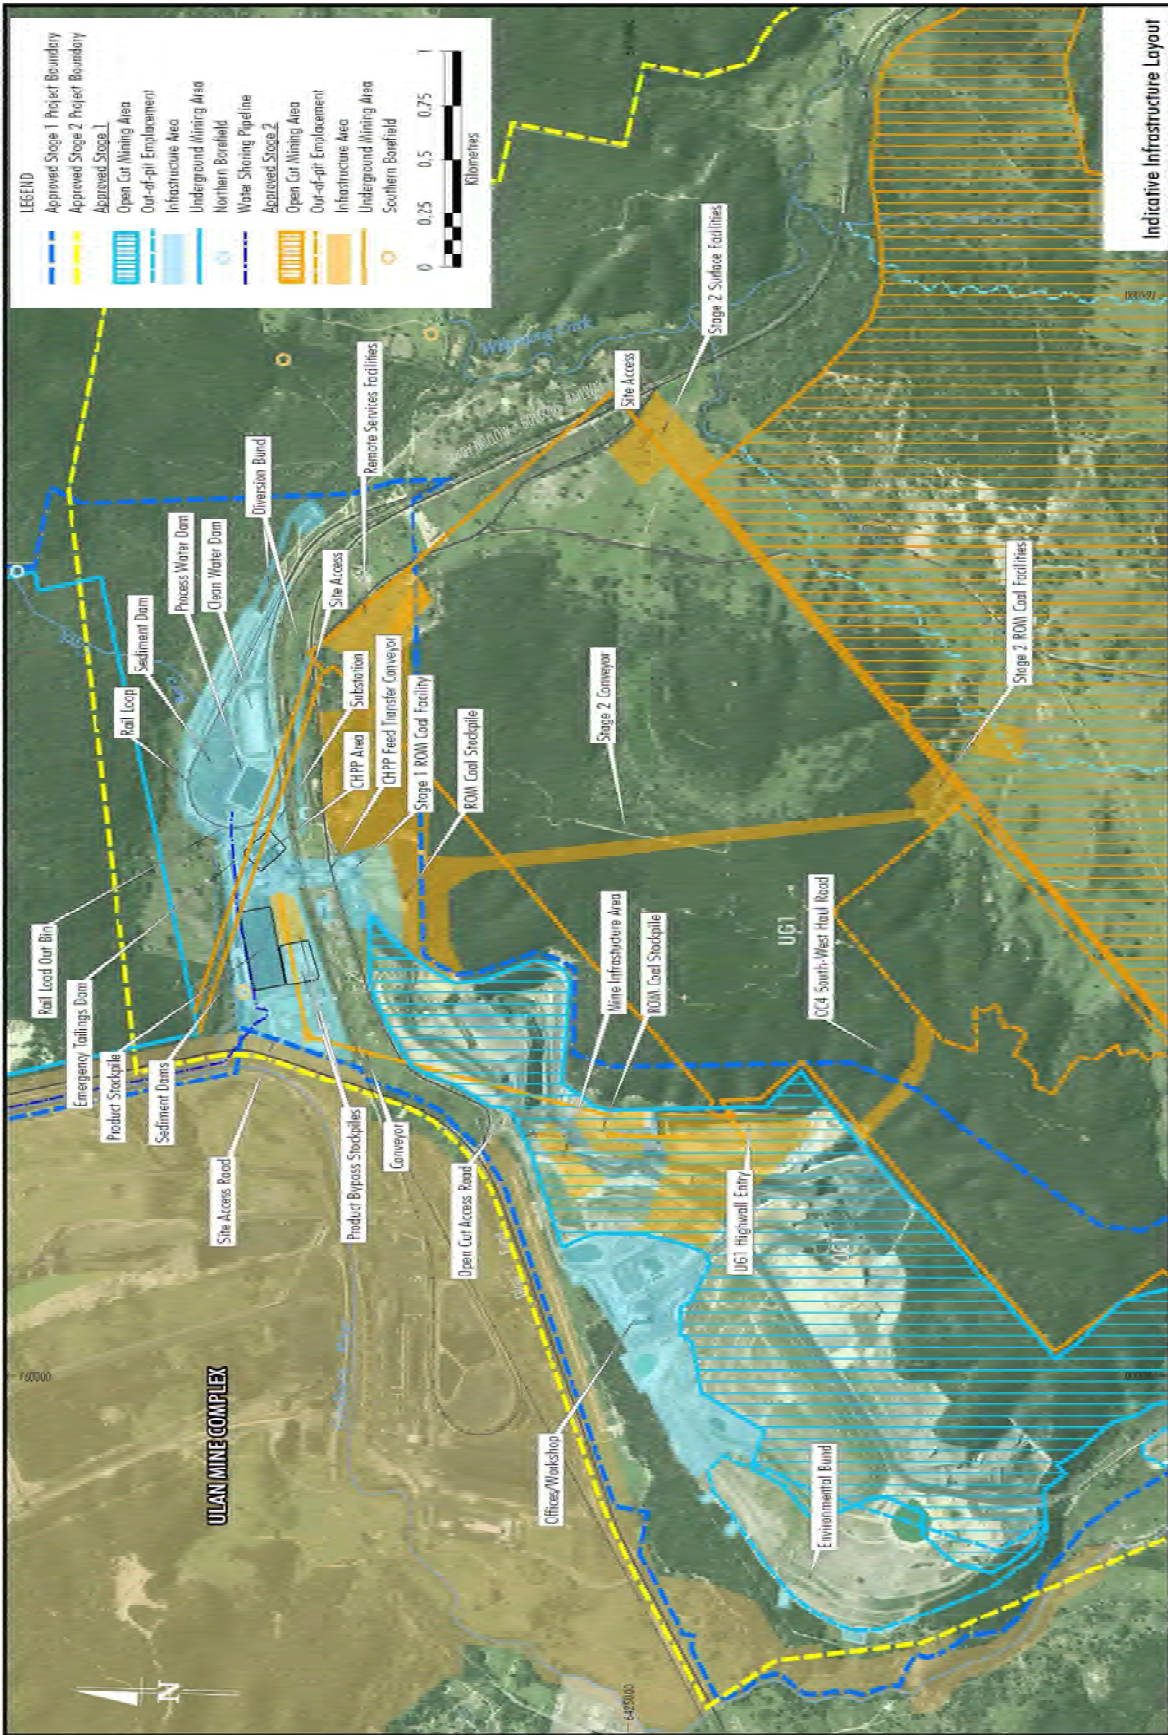 LEGEND
Approved Stage 1 Project Boundary
Approved Stage 2 Project Boundary
Approved Stage 1
Open Cut Mining Area
Out-of-pit Emplacement
Infrastructure Area
Underground Mining Area
Northern Borefield
Water Sharing Pipeline
Approved Stage 2
Open Cut Mining Area
Out-of-pit Emplacement
Infrastructure Area
Underground Mining Area
Southern Borefield
0 0.25 0.5 0.75 1
Kilometres
Rail Load Out Bin
Emergency Tailings Dam
Product Stockpile
Sediment Dams
Site Access Road
Product Bypass Stockpiles
Conveyor
Open Cut Access Road
Rail Loop
Sediment Dam
Process Water Dam
Clean Water Dam
Diversion Bund
Site Access
Remote Services Facilities
Substation
CHPP Area
CHPP Feed Transfer Conveyor
Stage 1 ROM Coal Facility
ROM Coal Stockpile
Stage 2 Conveyor
Site Access
Stage 2 Surface Facilities
Stage 2 ROM Coal Facilities
Wilpinjong Creek
Mine Infrastructure Area
ROM Coal Stockpile
UG1
CC4 South-West Haul Road
UG1 Highwall Entry
Offices/Workshop
Environmental Bund
ULAN MINE COMPLEX
760000
6425000
N
Indicative Infrastructure Layout